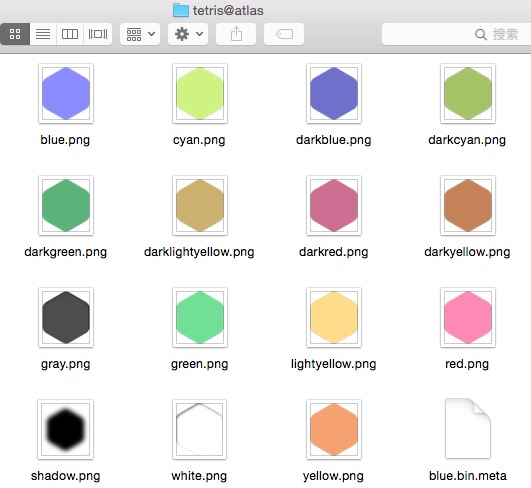 tetris@atlas
搜索
blue.png
cyan.png
darkblue.png
darkcyan.png
darkgreen.png
darklightyellow.png
darkred.png
darkyellow.png
gray.png
green.png
lightyellow.png
red.png
shadow.png
white.png
yellow.png
blue.bin.meta